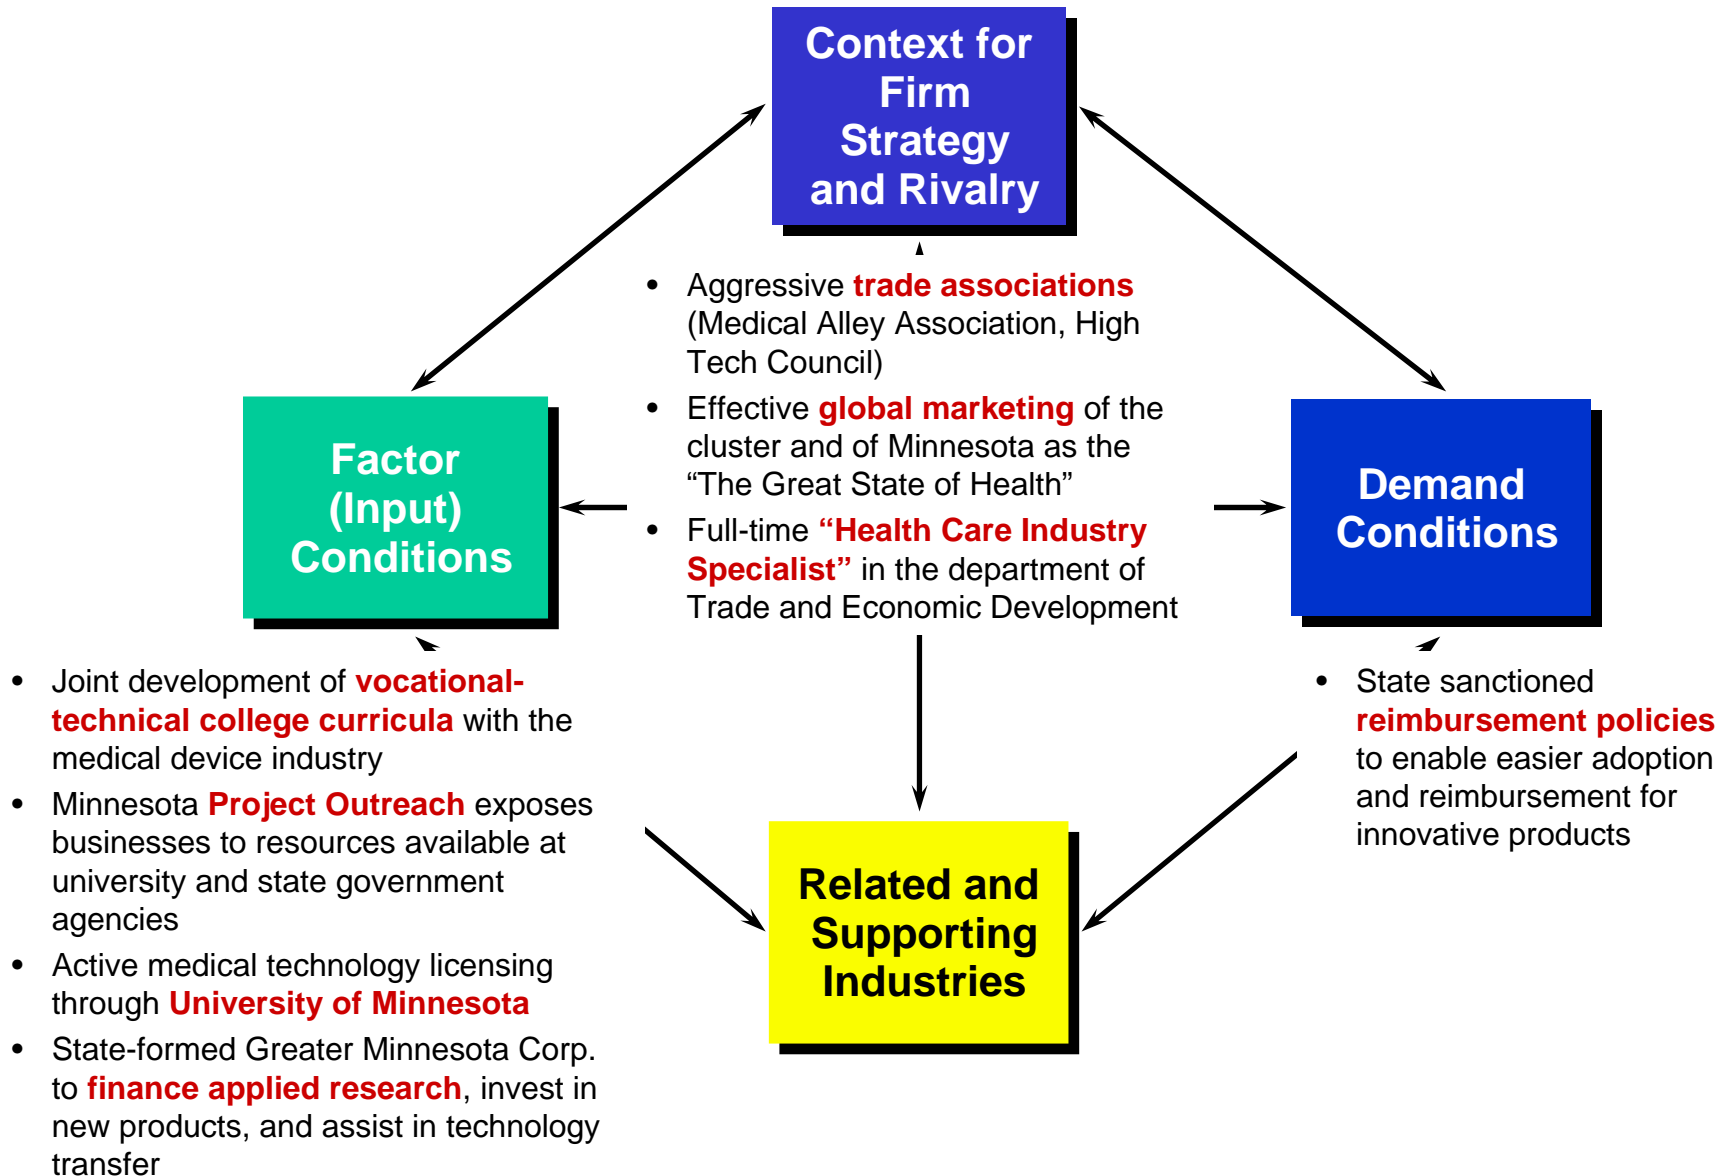 Context for
Firm
Strategy
and Rivalry
• Aggressive trade associations
(Medical Alley Association, High
Tech Council)
• Effective global marketing of the
cluster and of Minnesota as the
“The Great State of Health”
• Full-time “Health Care Industry
Specialist” in the department of
Trade and Economic Development
Factor
(Input)
Conditions
Demand
Conditions
• Joint development of vocational-
technical college curricula with the
medical device industry
• Minnesota Project Outreach exposes
businesses to resources available at
university and state government
agencies
• Active medical technology licensing
through University of Minnesota
• State-formed Greater Minnesota Corp.
to finance applied research, invest in
new products, and assist in technology
transfer
• State sanctioned
reimbursement policies
to enable easier adoption
and reimbursement for
innovative products
Related and
Supporting
Industries